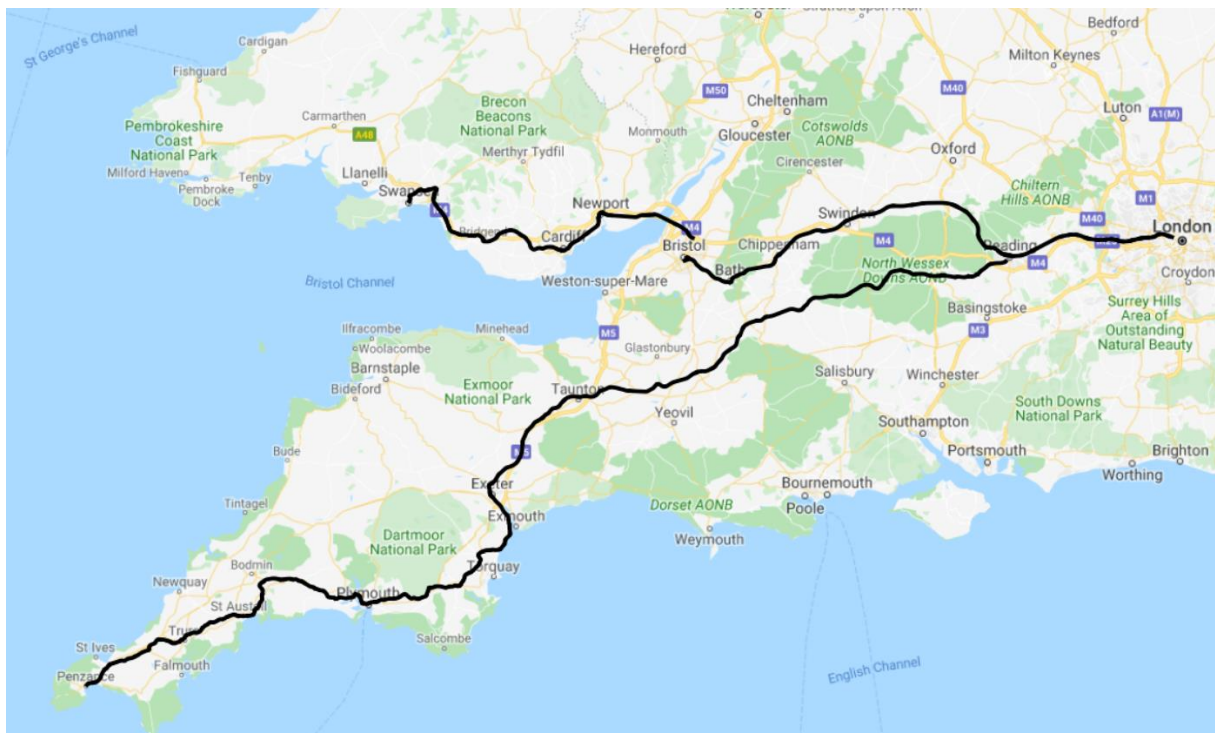 St George's Channel
Cardigan
Fishguard
Hereford
Bedford
Milton Keynes
M50
M40
Luton
A1(M)
Cheltenham
Gloucester
Cotswolds
AONB
Brecon
Beacons
National Park
Monmouth
Carmarthen
A48
Merthyr Tydfil
Cirencester
Oxford
Pembrokeshire
Coast
National Park
Milford Haven
Pembroke
Dock
Tenby
Llanelli
Chiltern
Hills AONB
M1
M40
Newport
Swindon
London
Cardiff
M4
Bristol
Chippenham
M4
Bath
North Wessex
Downs AONB
M4
Croydon
Bristol Channel
Weston-super-Mare
Basingstoke
Surrey Hills
Area of
Outstanding
Natural Beauty
M3
M5
Ilfracombe
Minehead
Woolacombe
Barnstaple
Bideford
Glastonbury
Exmoor
National Park
Taunton
Salisbury
Winchester
Yeovil
South Downs
National Park
Southampton
Portsmouth
Brighton
Worthing
Bude
M5
Exeter
Bournemouth
Poole
Dorset AONB
Tintagel
Exmouth
Weymouth
Dartmoor
National Park
Bodmin
Torquay
Newquay
Plymouth
St Austell
Salcombe
St Ives
Falmouth
Penzance
English Channel